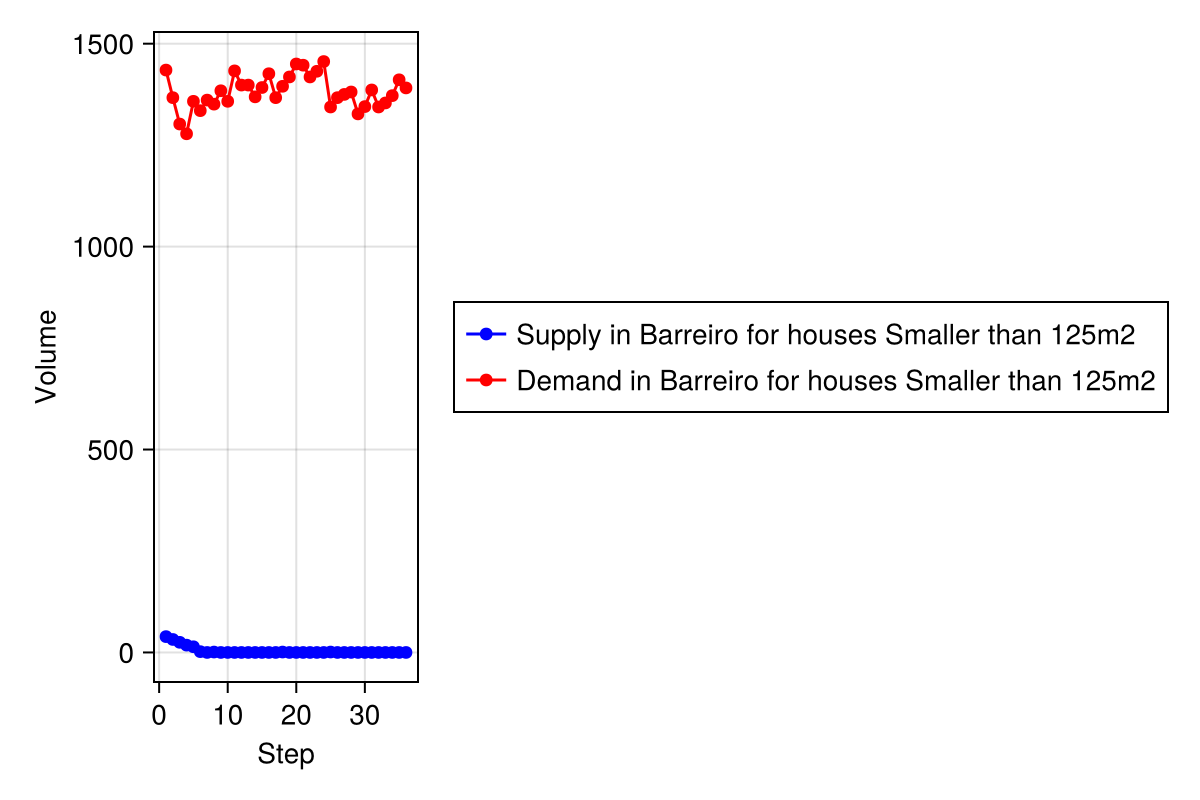 1500
1000
500
0
Volume
0 10 20 30
Step
Supply in Barreiro for houses Smaller than 125m2
Demand in Barreiro for houses Smaller than 125m2